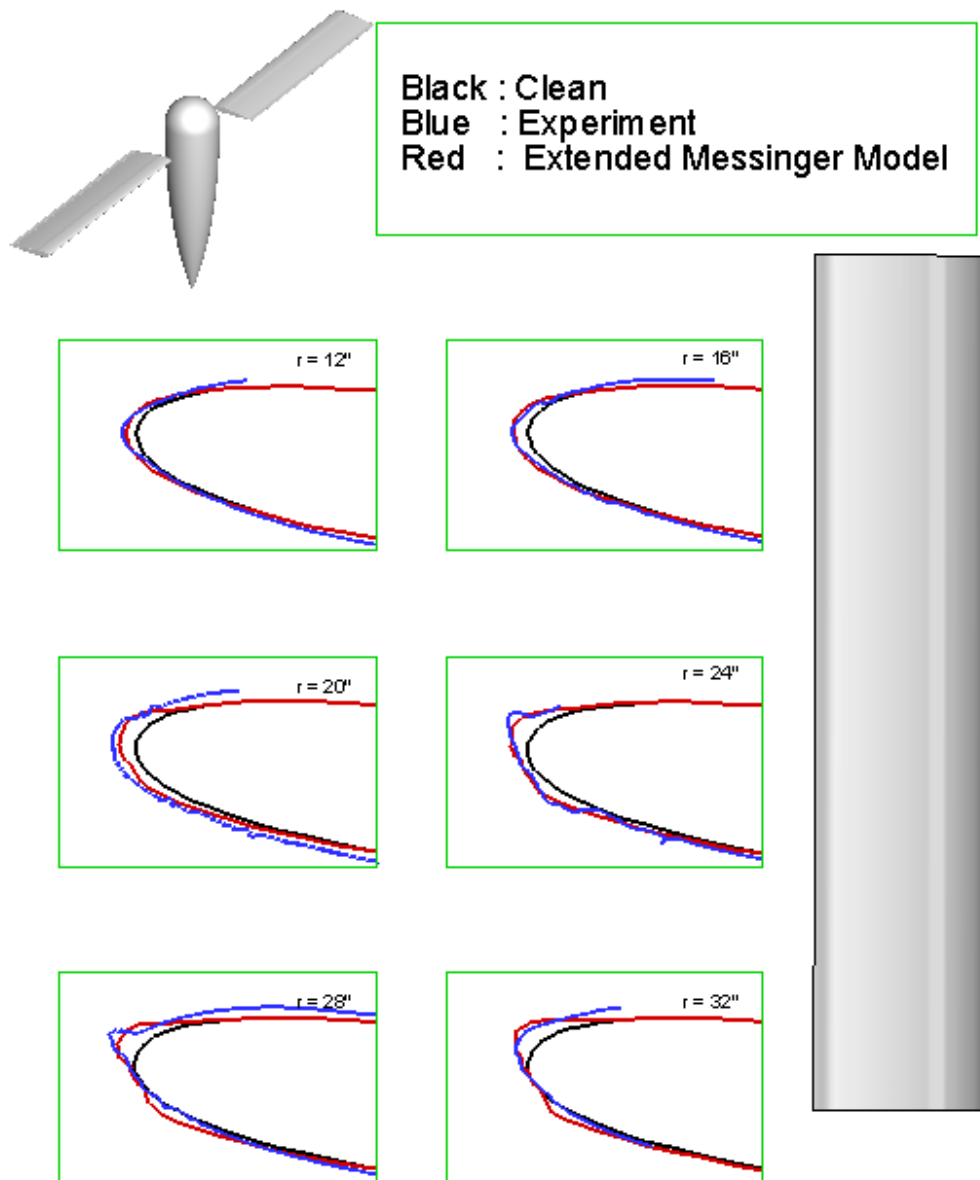 Black : Clean
Blue : Experiment
Red : Extended Messinger Model
r = 12"
r = 16"
r = 20"
r = 24"
r = 28"
r = 32"